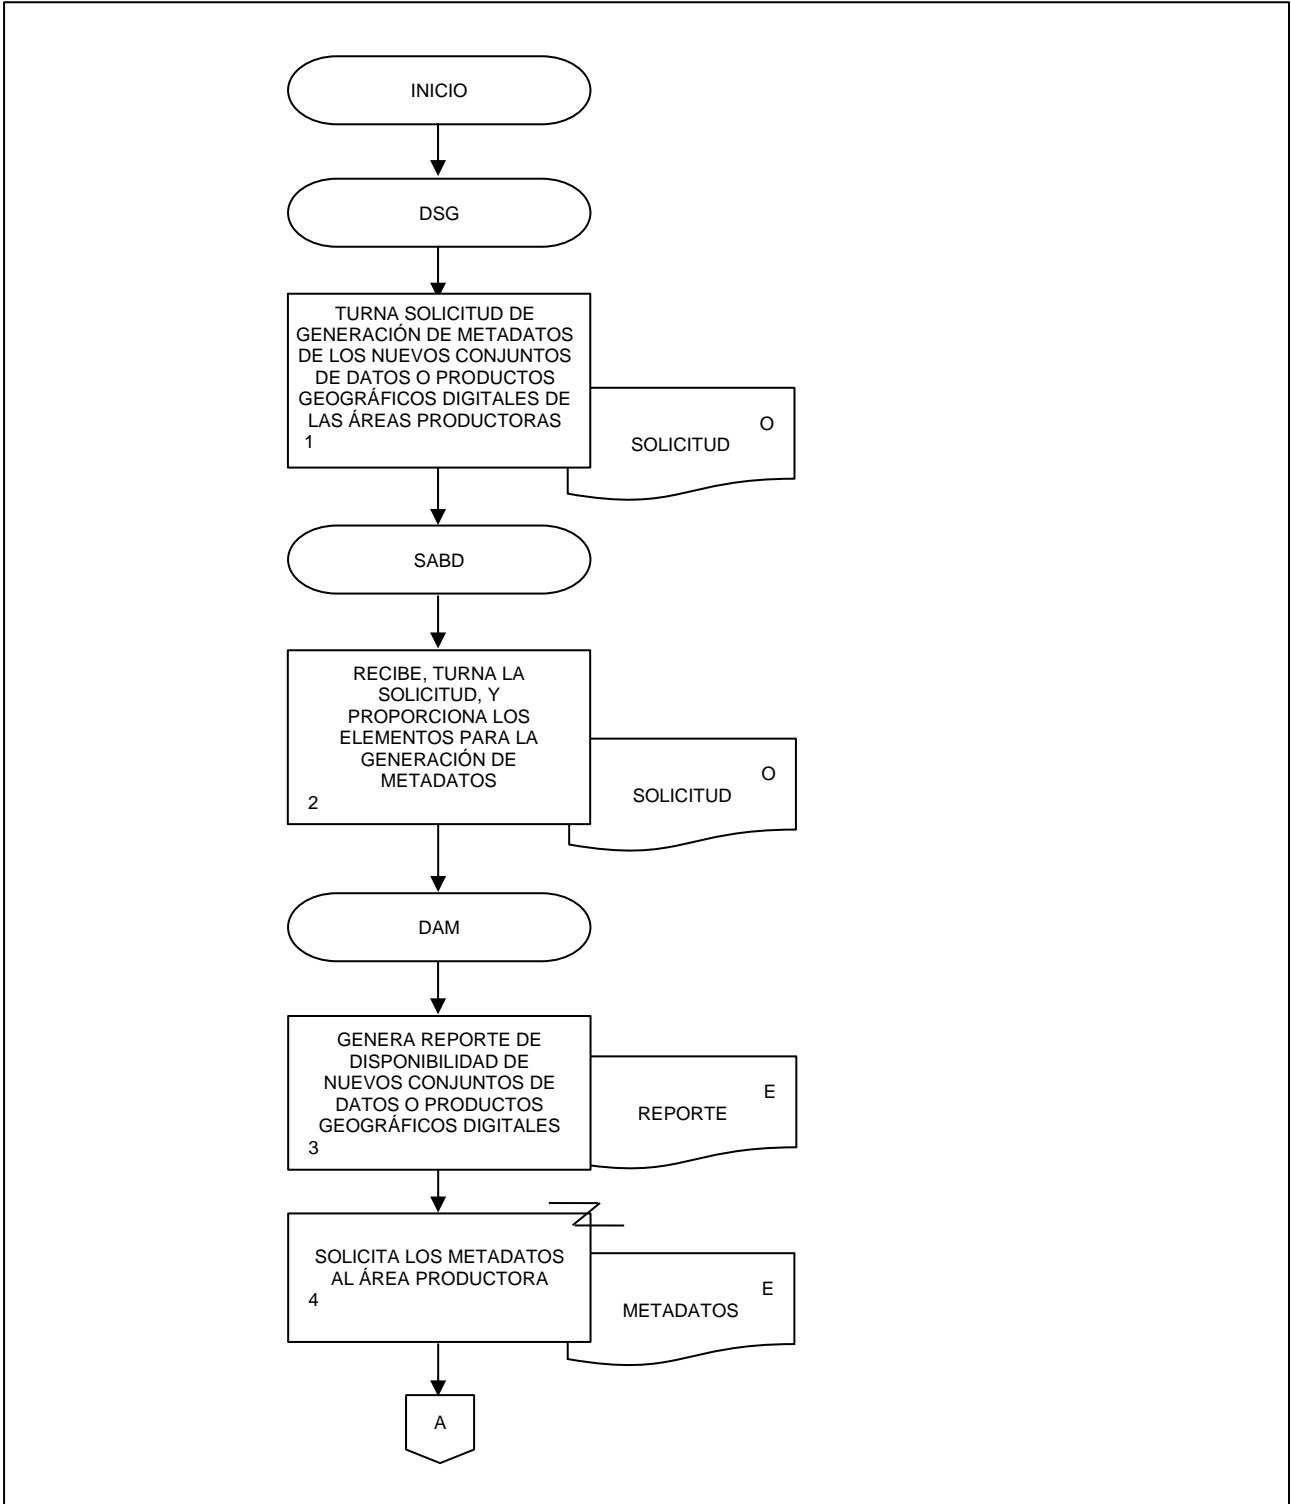 INICIO
DSG
TURNA SOLICITUD DE
GENERACIÓN DE METADATOS
DE LOS NUEVOS CONJUNTOS
DE DATOS O PRODUCTOS
GEOGRÁFICOS DIGITALES DE
LAS ÁREAS PRODUCTORAS
1
O
SOLICITUD
SABD
RECIBE, TURNA LA
SOLICITUD, Y
PROPORCIONA LOS
ELEMENTOS PARA LA
GENERACIÓN DE
METADATOS
2
O
SOLICITUD
DAM
GENERA REPORTE DE
DISPONIBILIDAD DE
NUEVOS CONJUNTOS DE
DATOS O PRODUCTOS
GEOGRÁFICOS DIGITALES
3
E
REPORTE
SOLICITA LOS METADATOS
AL ÁREA PRODUCTORA
4
E
METADATOS
A